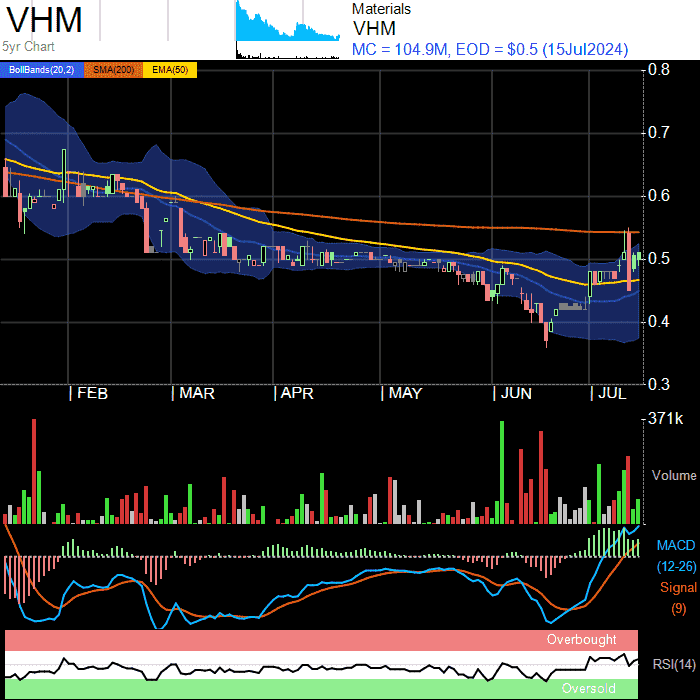 VHM
5yr Chart
Materials
VHM
MC = 104.9M, EOD = $0.5 (15Jul2024)
BollBands(20,2) SMA(200) EMA(50)
0.8
0.7
0.6
0.5
0.4
0.3
| FEB | MAR | APR | MAY | JUN | JUL
371k
Volume
MACD
(12-26)
Signal
(9)
Overbought
RSI(14)
Oversold